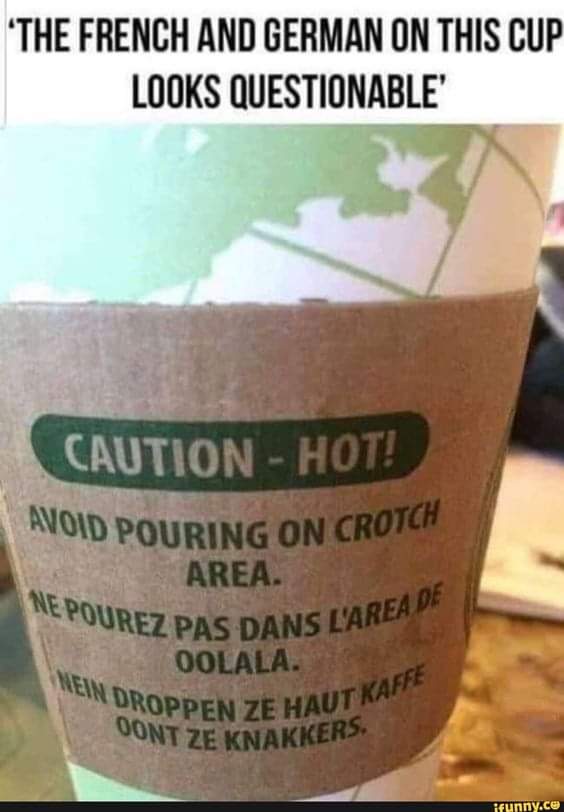 'THE FRENCH AND GERMAN ON THIS CUP
LOOKS QUESTIONABLE'
CAUTION - HOT!
AVOID POURING ON CROTCH
AREA.
NE POUREZ PAS DANS L'AREA DE
OOLALA.
NEIN DROPPEN ZE HAUT KAFFE
OONT ZE KNAKKERS.
ifunny.co